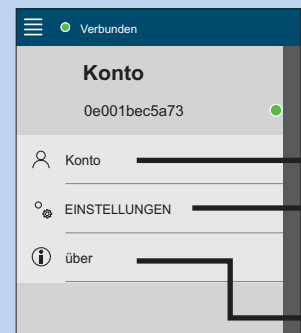 Verbunden
Konto
0e001bec5a73
Konto
EINSTELLUNGEN
über